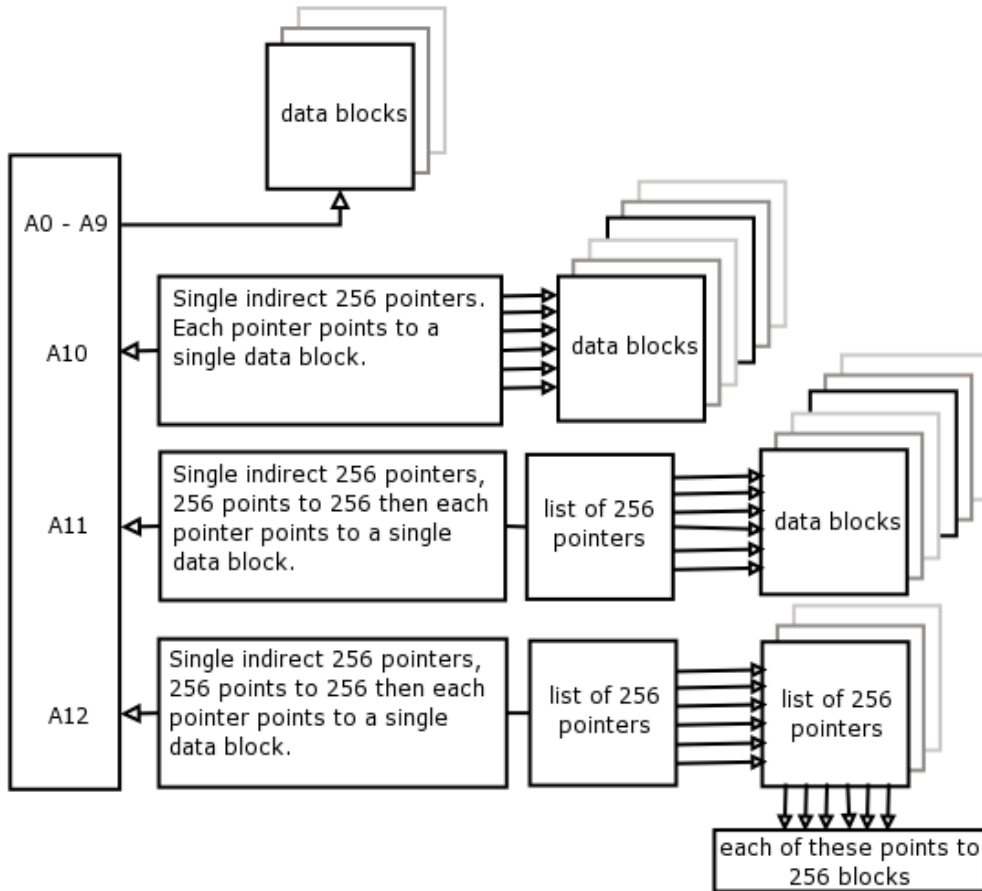 data blocks
A0 - A9
Single indirect 256 pointers.
Each pointer points to a
single data block.
A10
data blocks
Single indirect 256 pointers,
256 points to 256 then each
pointer points to a single
data block.
A11
list of 256
pointers
data blocks
Single indirect 256 pointers,
256 points to 256 then each
pointer points to a single
data block.
A12
list of 256
pointers
list of 256
pointers
each of these points to
256 blocks